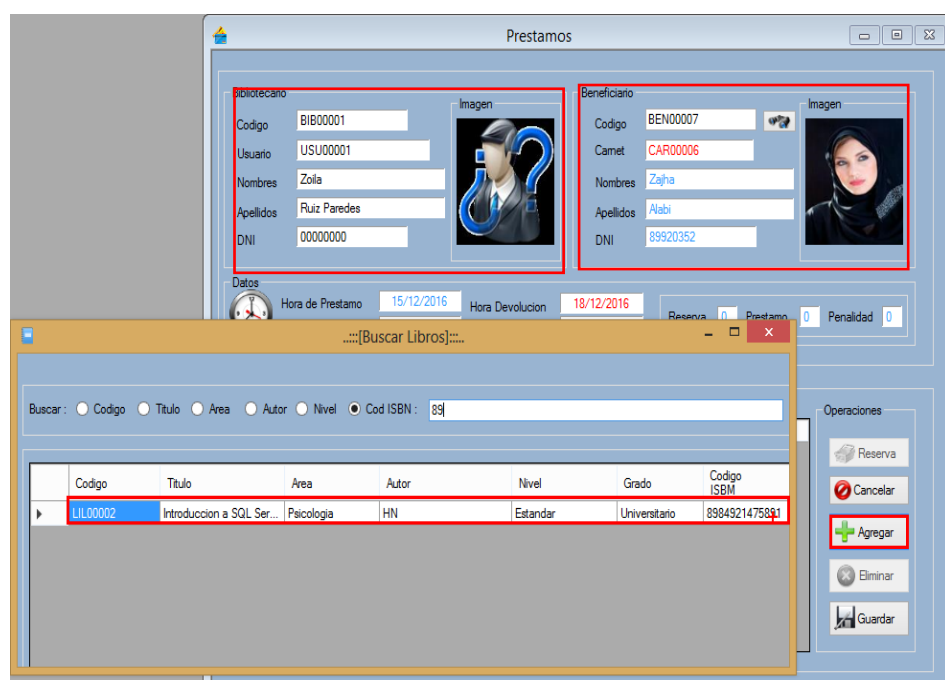 Prestamos
Bibliotecario
Imagen
Codigo BIB00001
Usuario USU00001
Nombres Zoila
Apellidos Ruiz Paredes
DNI 00000000
Beneficiario
Imagen
Codigo BEN00007
Carnet CAR00006
Nombres Zajha
Apellidos Alabi
DNI 89920352
Datos
Hora de Prestamo 15/12/2016 Hora Devolucion 18/12/2016
Reserva 0 Prestamo 0 Penalidad 0
..:::[Buscar Libros]:::..
Buscar : Codigo Titulo Area Autor Nivel Cod ISBN : 89
Codigo Titulo Area Autor Nivel Grado Codigo ISBM
LIL00002 Introduccion a SQL Ser... Psicologia HN Estandar Universitario 8984921475891
Operaciones
Reserva
Cancelar
Agregar
Eliminar
Guardar